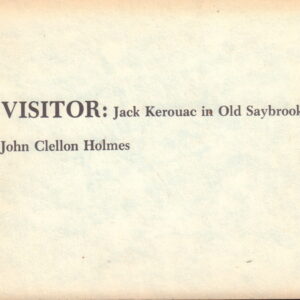 VISITOR: Jack Kerouac in Old Saybrook
John Clellon Holmes